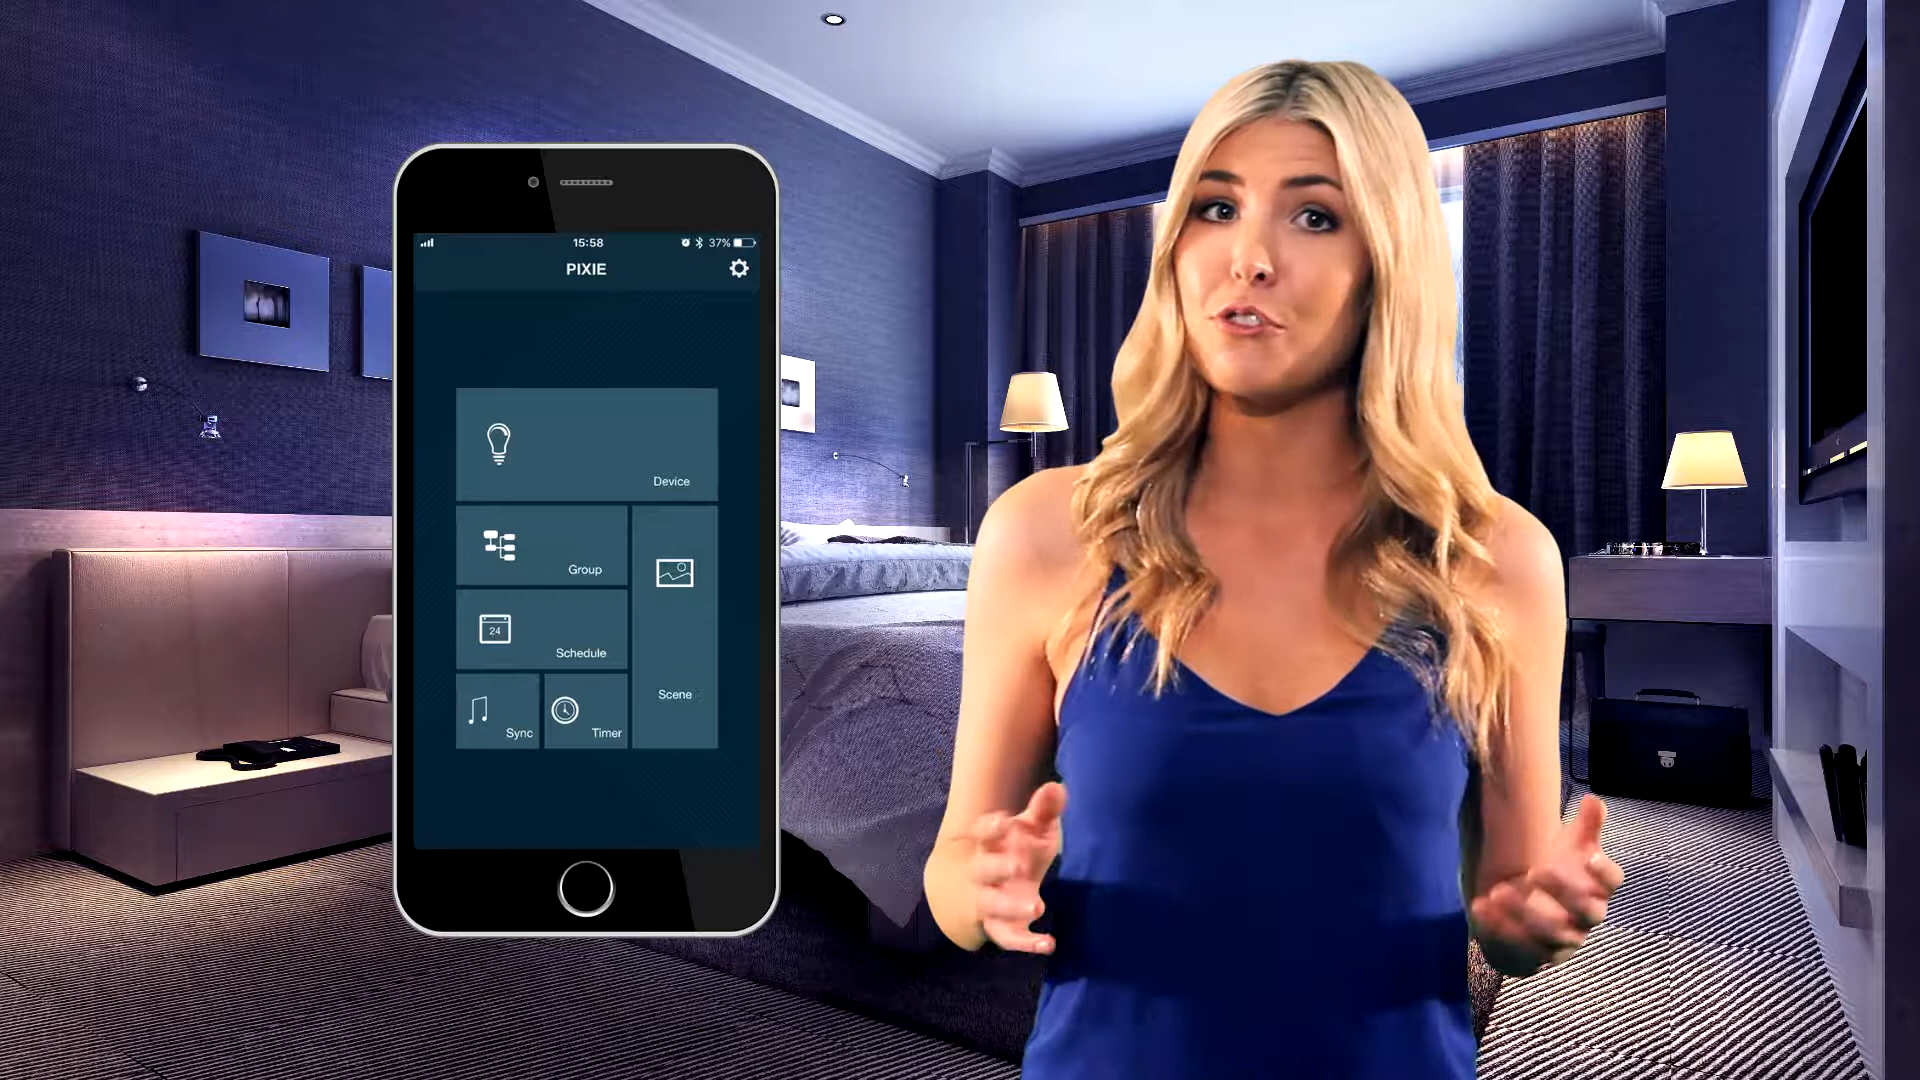 15:58
37%
PIXIE
Device
Group
24
Schedule
Scene
Sync
Timer